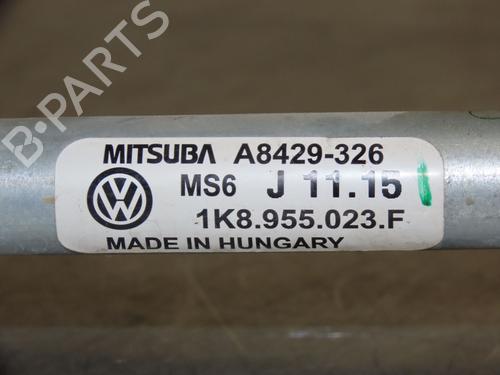 B-PARTS
MITSUBA A8429-326
MS6 J 11.15
1K8.955.023.F
MADE IN HUNGARY